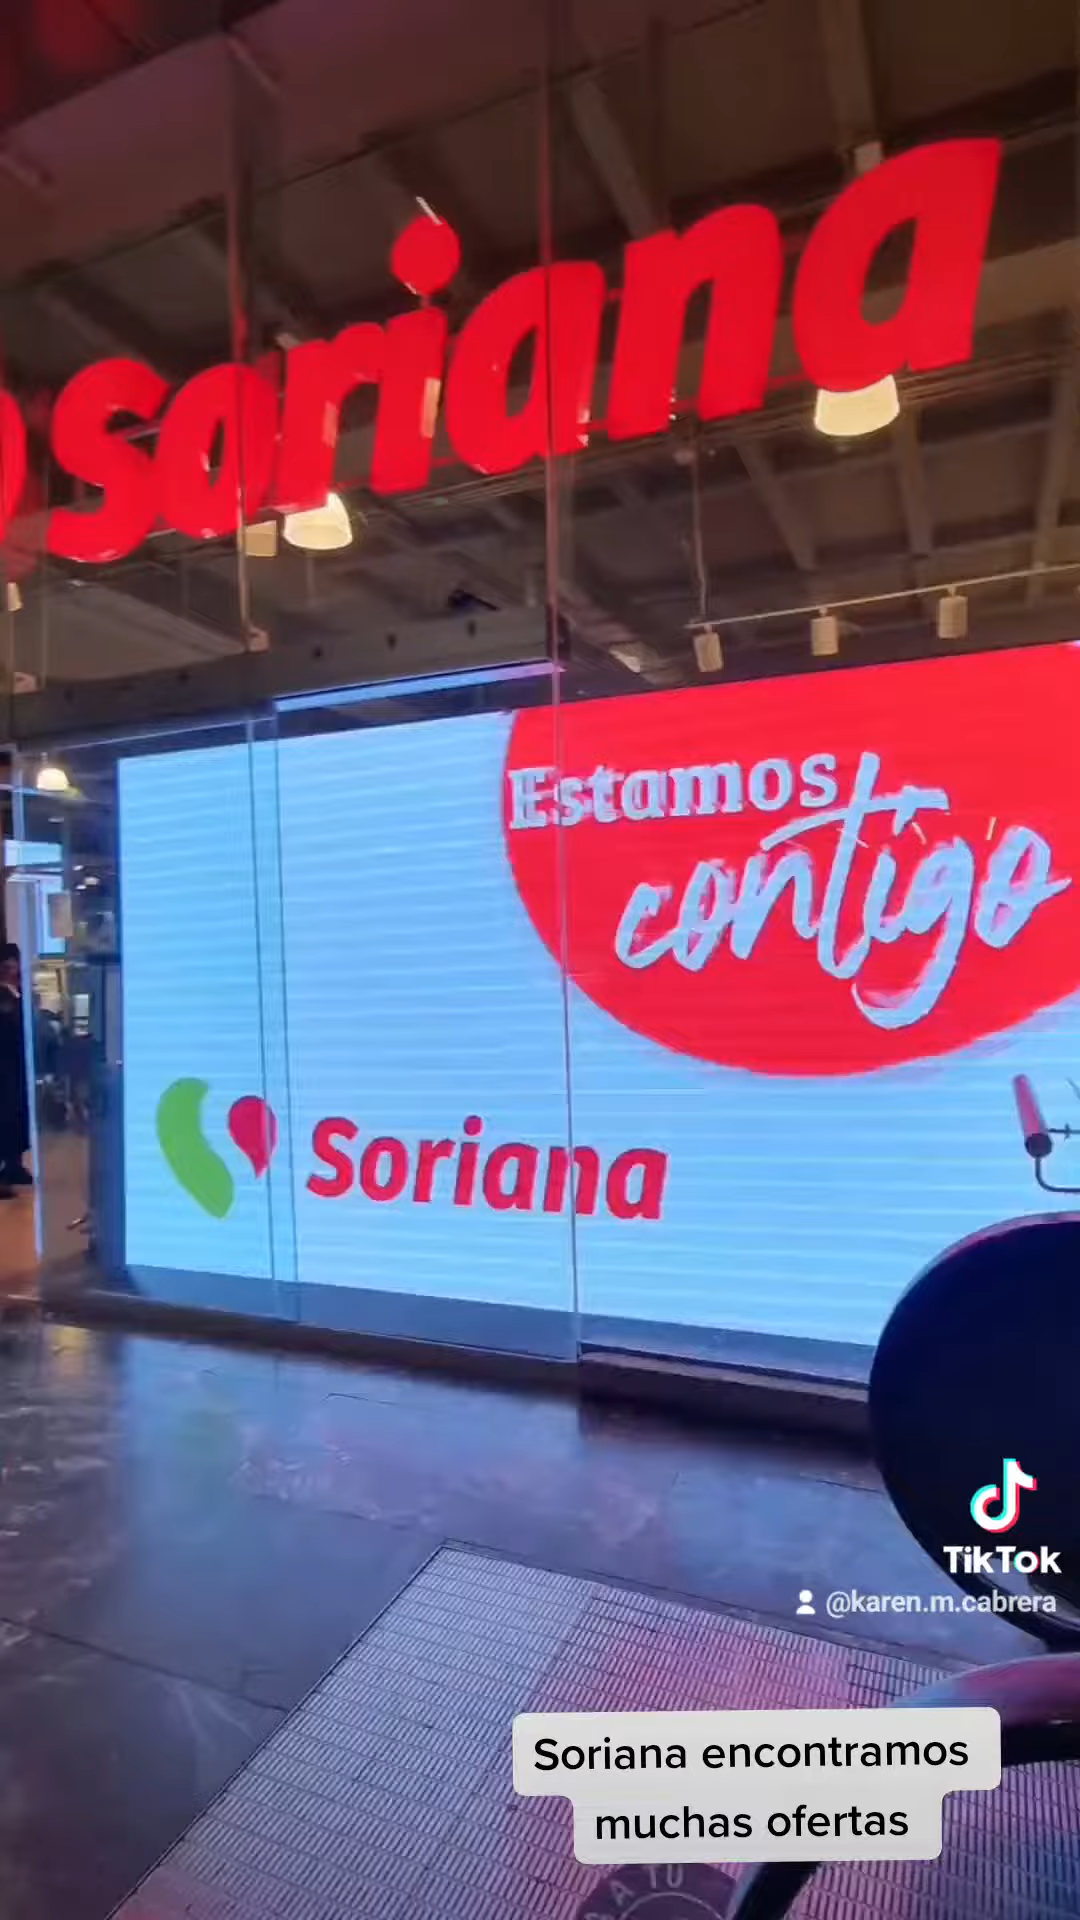 soriana
Estamos
contigo
Soriana
TikTok
@karen.m.cabrera
Soriana encontramos
muchas ofertas